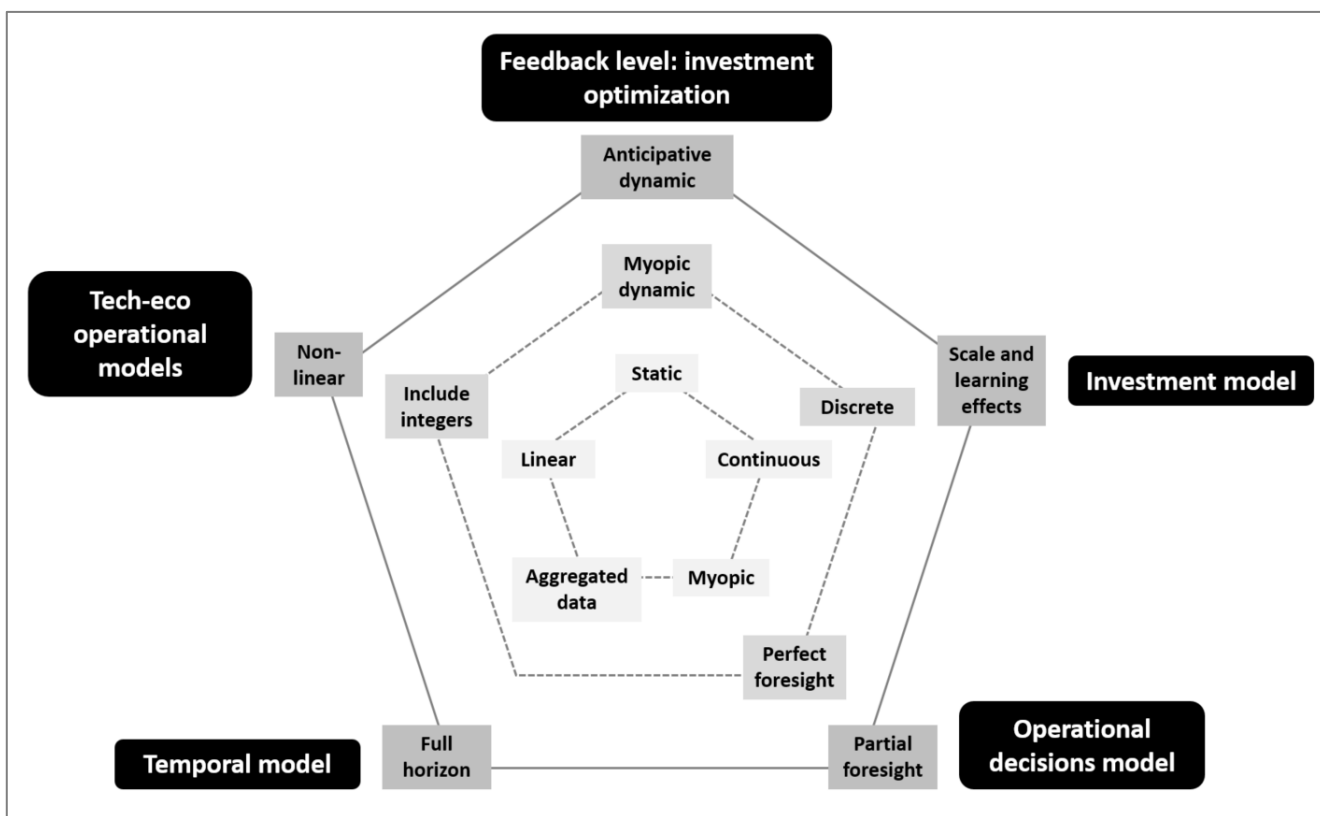 Feedback level: investment
optimization
Anticipative
dynamic
Myopic
dynamic
Tech-eco
operational
models
Non-
linear
Include
integers
Static
Discrete
Scale and
learning
effects
Investment model
Linear
Continuous
Aggregated
data
Myopic
Perfect
foresight
Temporal model
Full
horizon
Partial
foresight
Operational
decisions model